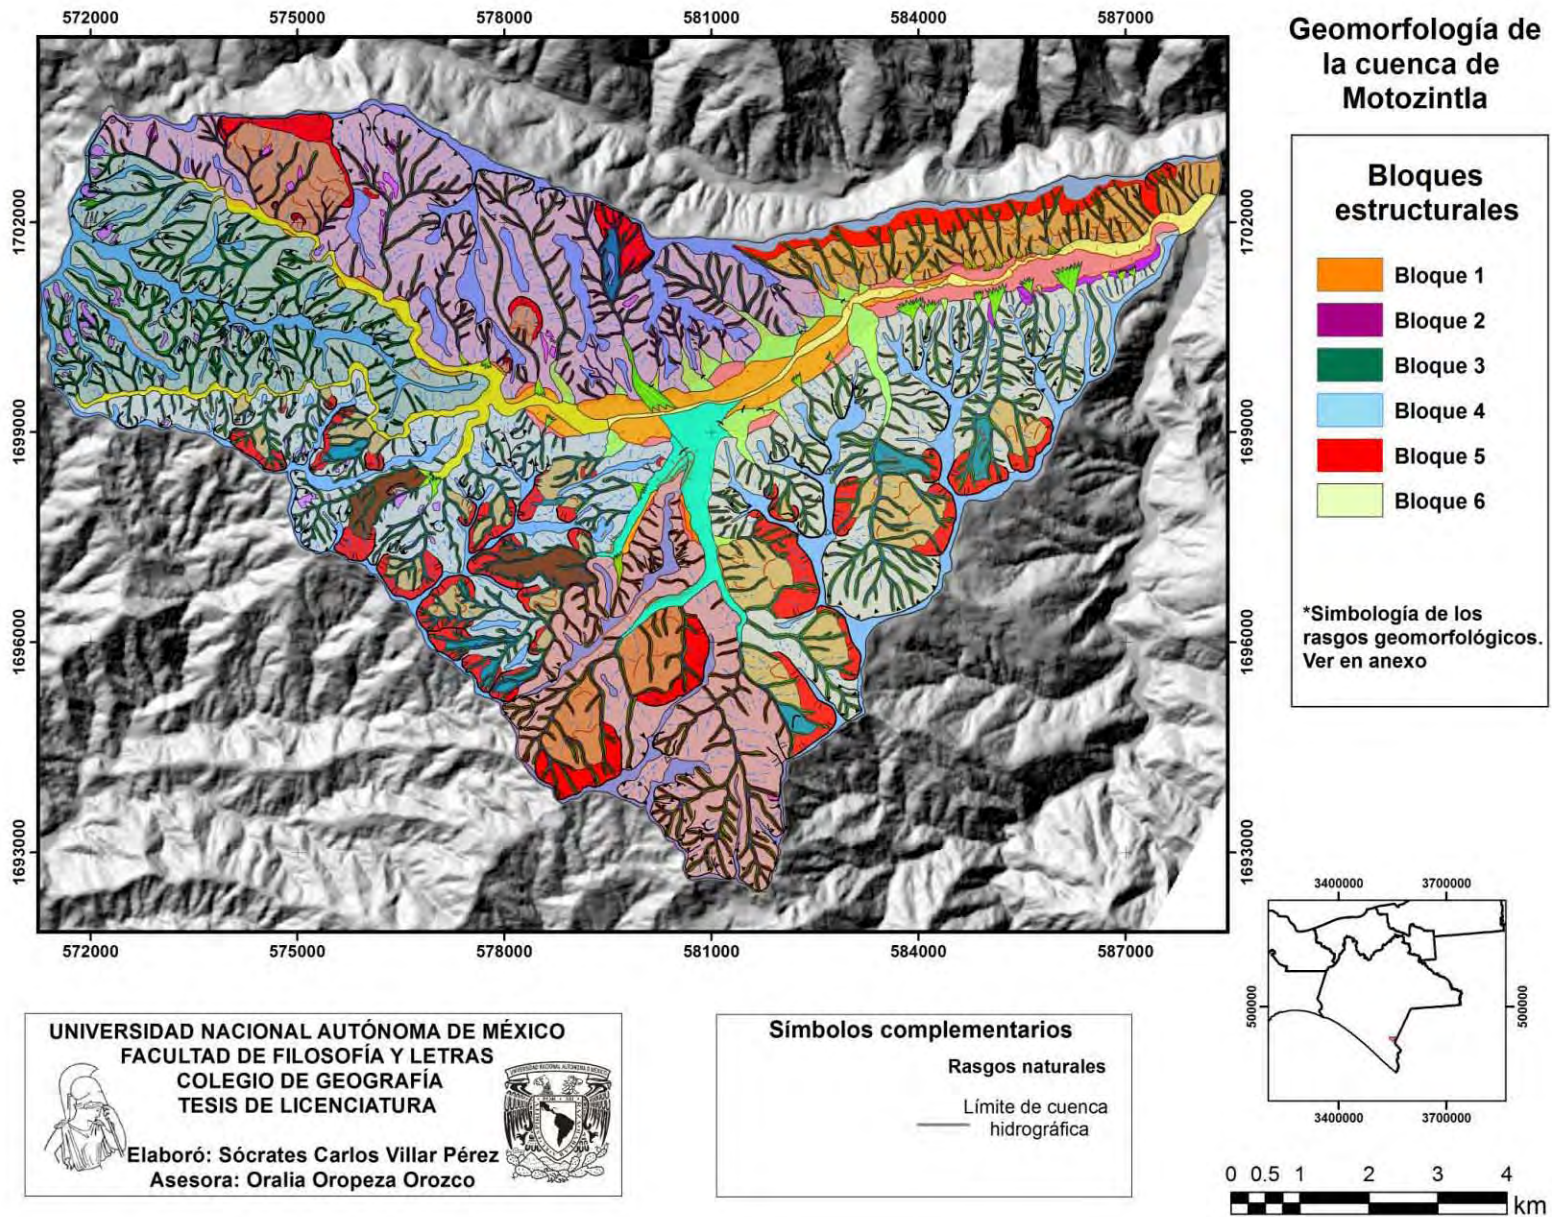 572000 575000 578000 581000 584000 587000
Geomorfología de
la cuenca de
Motozintla
1702000
1699000
1696000
1693000
1702000
1699000
1696000
1693000
572000 575000 578000 581000 584000 587000
Bloques
estructurales
Bloque 1
Bloque 2
Bloque 3
Bloque 4
Bloque 5
Bloque 6
*Simbología de los
rasgos geomorfológicos.
Ver en anexo
3400000 3700000
500000
500000
3400000 3700000
UNIVERSIDAD NACIONAL AUTÓNOMA DE MÉXICO
FACULTAD DE FILOSOFÍA Y LETRAS
COLEGIO DE GEOGRAFÍA
TESIS DE LICENCIATURA
Elaboró: Sócrates Carlos Villar Pérez
Asesora: Oralia Oropeza Orozco
Símbolos complementarios
Rasgos naturales
Límite de cuenca
hidrográfica
0 0.5 1 2 3 4
km